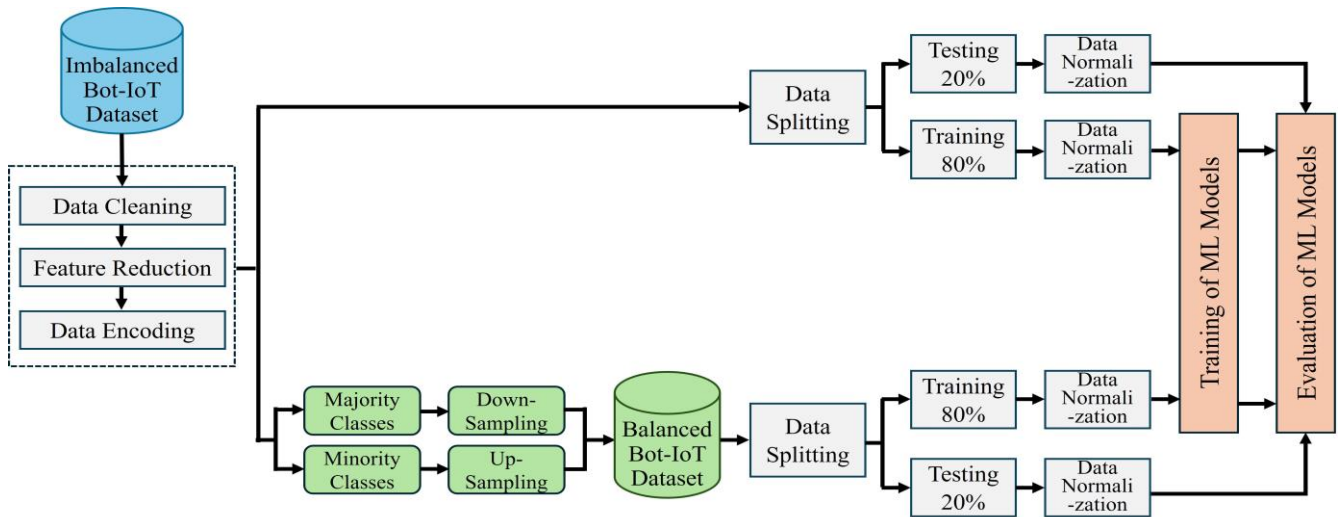 Imbalanced
Bot-IoT
Dataset
Data Cleaning
Feature Reduction
Data Encoding
Data
Splitting
Testing
20%
Data
Normali
-zation
Training
80%
Data
Normali
-zation
Training of ML Models
Evaluation of ML Models
Majority
Classes
Down-
Sampling
Minority
Classes
Up-
Sampling
Balanced
Bot-IoT
Dataset
Data
Splitting
Training
80%
Data
Normali
-zation
Testing
20%
Data
Normali
-zation